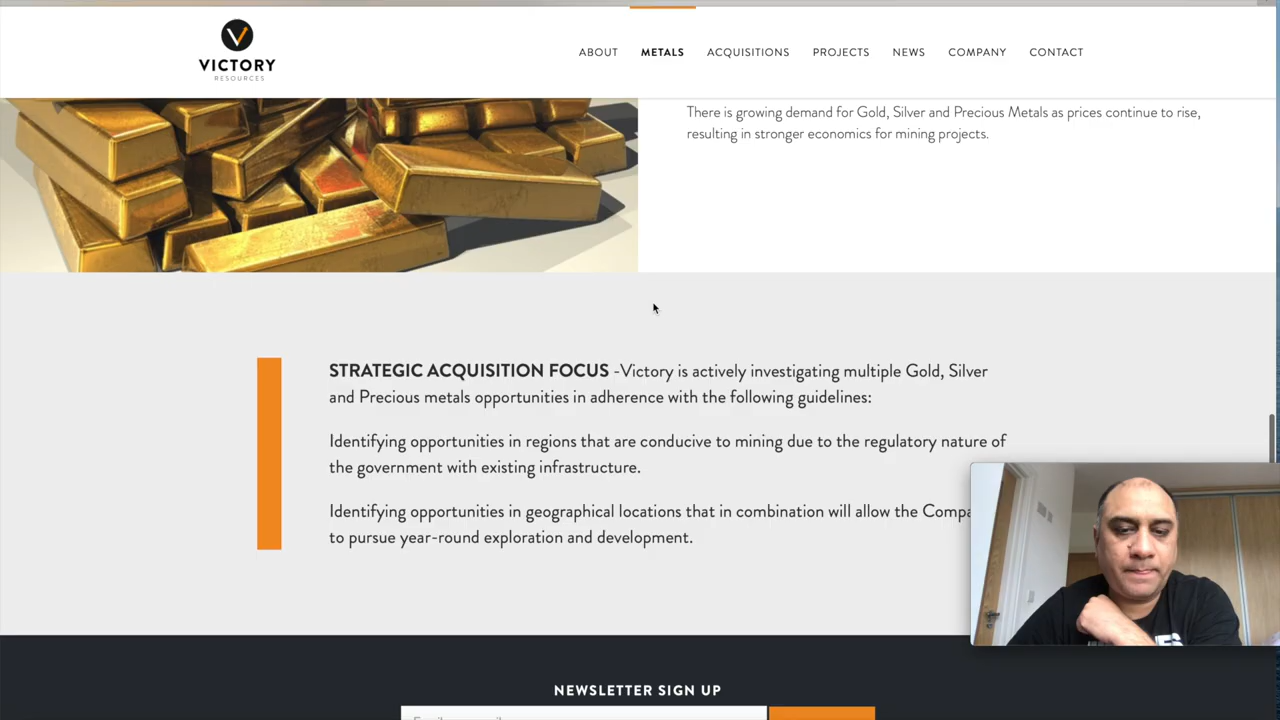 VICTORY
RESOURCES
ABOUT METALS ACQUISITIONS PROJECTS NEWS COMPANY CONTACT
There is growing demand for Gold, Silver and Precious Metals as prices continue to rise,
resulting in stronger economics for mining projects.
STRATEGIC ACQUISITION FOCUS -Victory is actively investigating multiple Gold, Silver
and Precious metals opportunities in adherence with the following guidelines:
Identifying opportunities in regions that are conducive to mining due to the regulatory nature of
the government with existing infrastructure.
Identifying opportunities in geographical locations that in combination will allow the Compa
to pursue year-round exploration and development.
NEWSLETTER SIGN UP